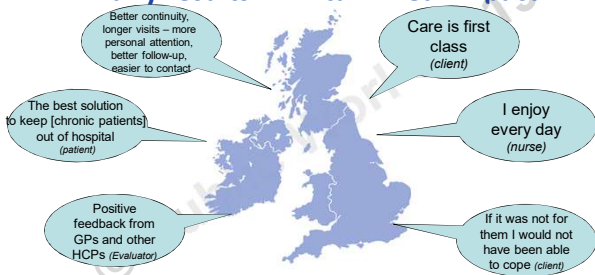 Better continuity,
longer visits – more
personal attention,
better follow-up,
easier to contact
Care is first
class
(client)
The best solution
to keep [chronic patients]
out of hospital
(patient)
I enjoy
every day
(nurse)
Positive
feedback from
GPs and other
HCPs (Evaluator)
If it was not for
them I would not
have been able
to cope (client)